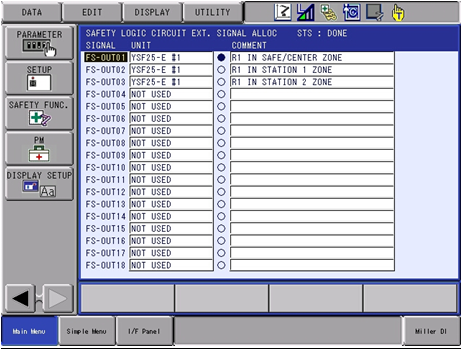 DATA EDIT DISPLAY UTILITY
PARAMETER
SETUP
SAFETY FUNC.
PM
DISPLAY SETUP
Aa
SAFETY LOGIC CIRCUIT EXT. SIGNAL ALLOC STS : DONE
SIGNAL UNIT COMMENT
FS-OUT01 YSF25-E #1 R1 IN SAFE/CENTER ZONE
FS-OUT02 YSF25-E #1 R1 IN STATION 1 ZONE
FS-OUT03 YSF25-E #1 R1 IN STATION 2 ZONE
FS-OUT04 NOT USED
FS-OUT05 NOT USED
FS-OUT06 NOT USED
FS-OUT07 NOT USED
FS-OUT08 NOT USED
FS-OUT09 NOT USED
FS-OUT10 NOT USED
FS-OUT11 NOT USED
FS-OUT12 NOT USED
FS-OUT13 NOT USED
FS-OUT14 NOT USED
FS-OUT15 NOT USED
FS-OUT16 NOT USED
FS-OUT17 NOT USED
FS-OUT18 NOT USED
Main Menu Simple Menu I/F Panel Miller DI